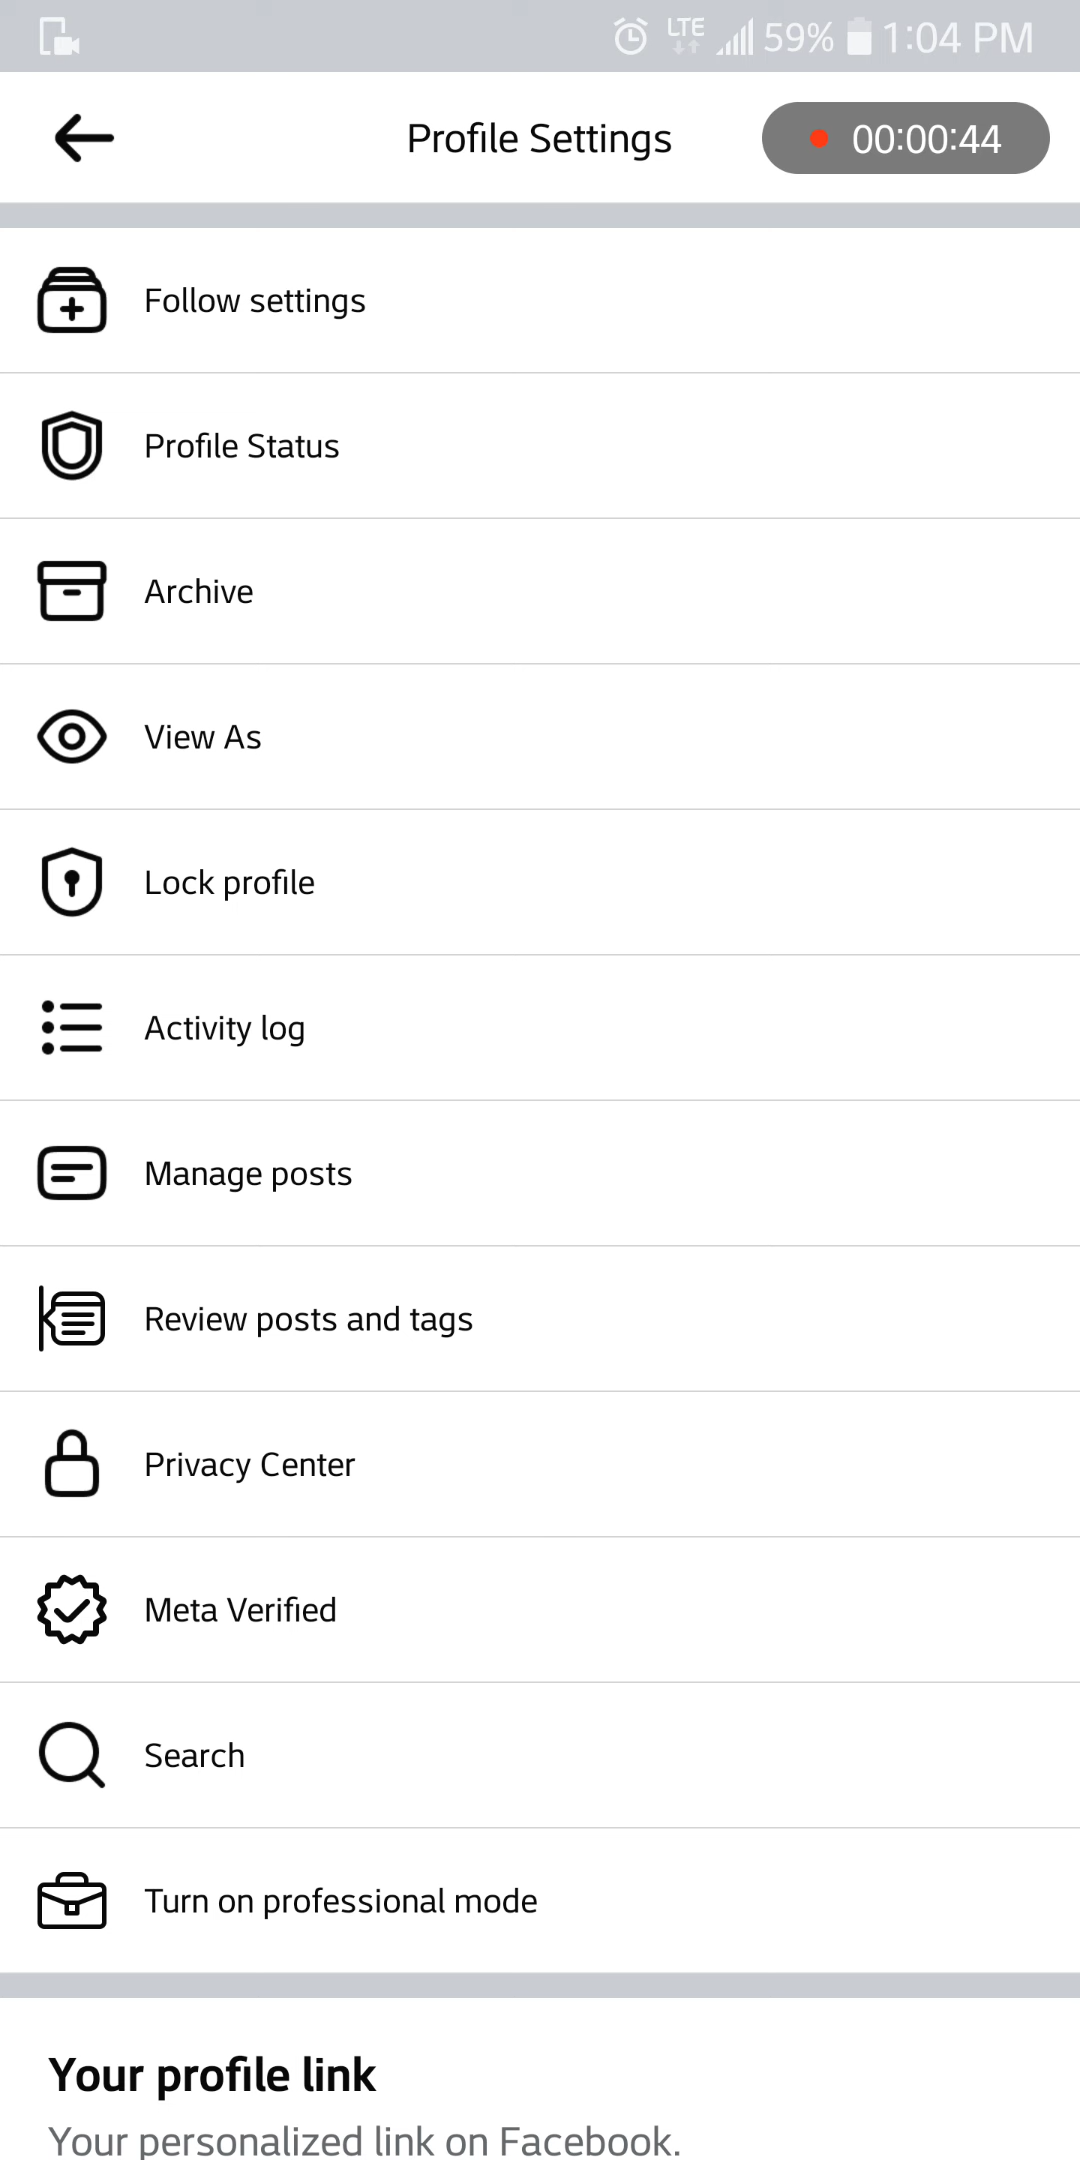 LTE 59% 1:04 PM
Profile Settings
00:00:44
Follow settings
Profile Status
Archive
View As
Lock profile
Activity log
Manage posts
Review posts and tags
Privacy Center
Meta Verified
Search
Turn on professional mode
Your profile link
Your personalized link on Facebook.